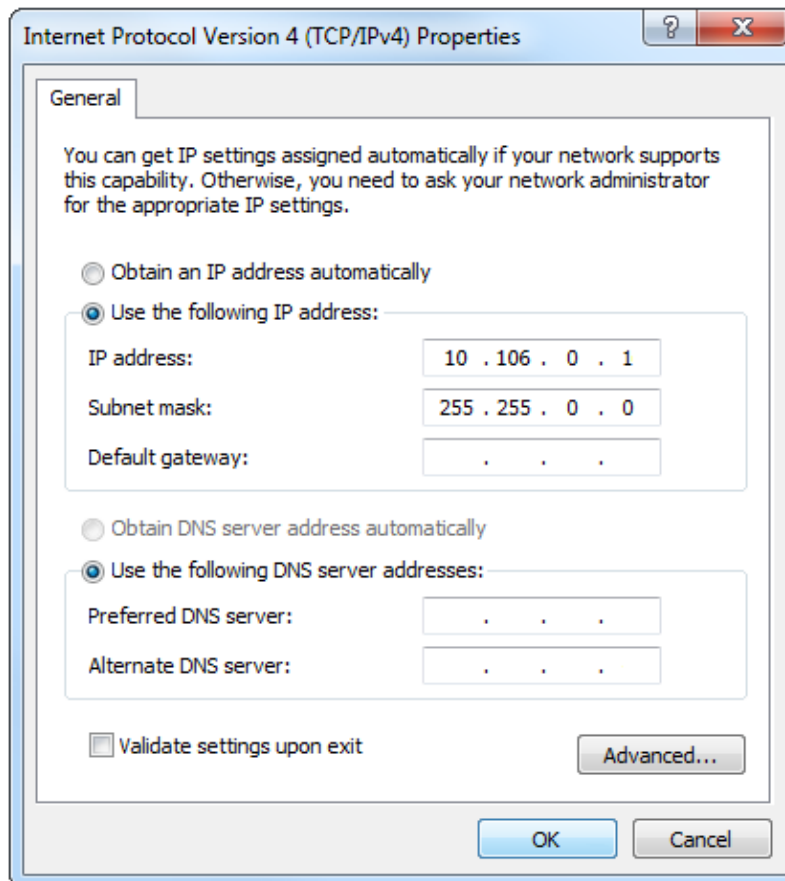 Internet Protocol Version 4 (TCP/IPv4) Properties
General
You can get IP settings assigned automatically if your network supports
this capability. Otherwise, you need to ask your network administrator
for the appropriate IP settings.
Obtain an IP address automatically
Use the following IP address:
IP address: 10 . 106 . 0 . 1
Subnet mask: 255 . 255 . 0 . 0
Default gateway: . . .
Obtain DNS server address automatically
Use the following DNS server addresses:
Preferred DNS server: . . .
Alternate DNS server: . . .
Validate settings upon exit
Advanced...
OK Cancel